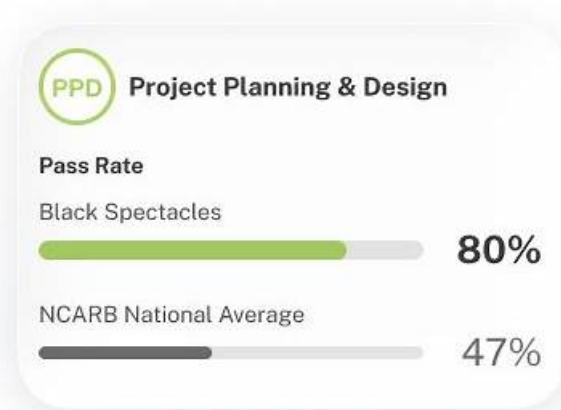 PPD
Project Planning & Design
Pass Rate
Black Spectacles
80%
NCARB National Average
47%